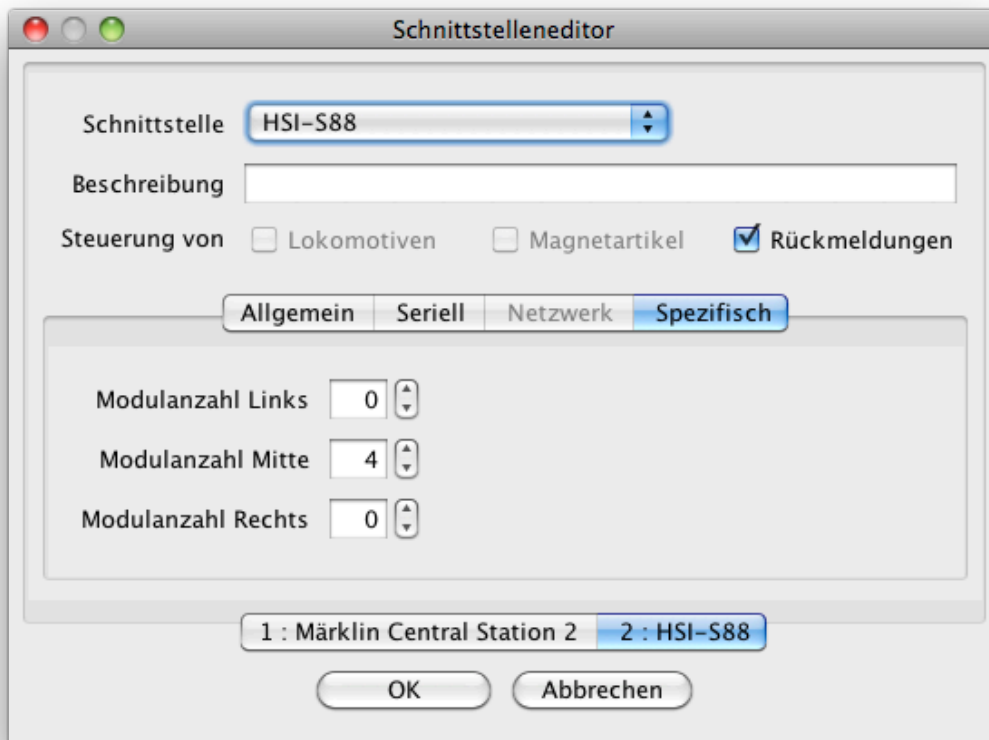 Schnittstelleneditor
Schnittstelle HSI-S88
Beschreibung
Steuerung von Lokomotiven Magnetartikel Rückmeldungen
Allgemein Seriell Netzwerk Spezifisch
Modulanzahl Links 0
Modulanzahl Mitte 4
Modulanzahl Rechts 0
1 : Märklin Central Station 2 2 : HSI-S88
OK Abbrechen